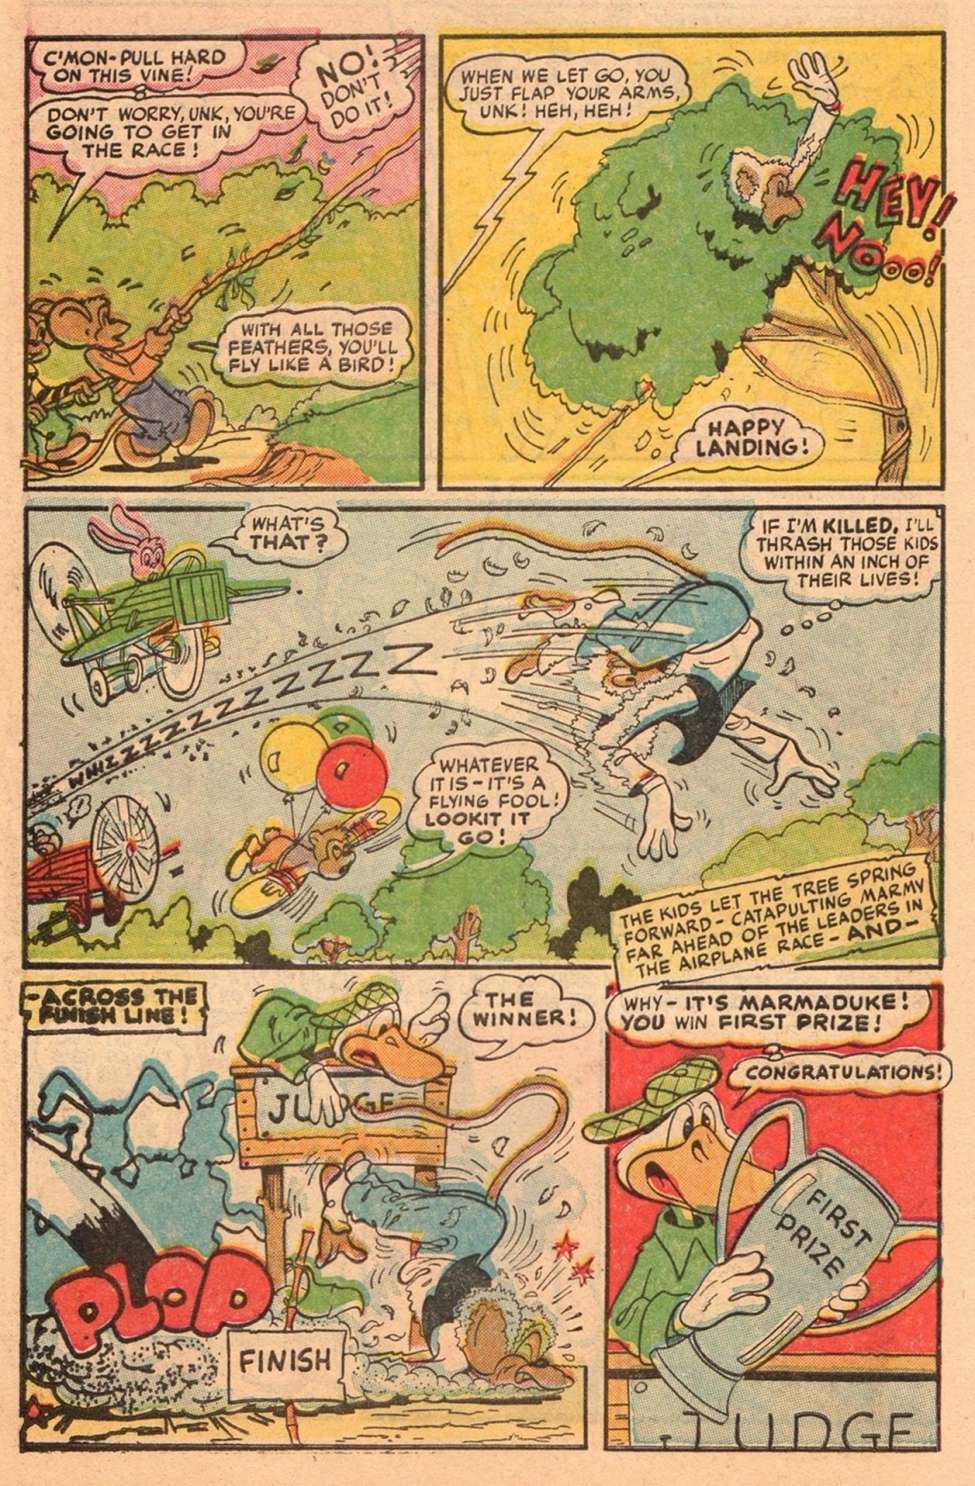 C'MON-PULL HARD
ON THIS VINE!
DON'T WORRY, UNK, YOU'RE
GOING TO GET IN
THE RACE!
NO!
DON'T
DO IT!
WITH ALL THOSE
FEATHERS, YOU'LL
FLY LIKE A BIRD!
WHEN WE LET GO, YOU
JUST FLAP YOUR ARMS,
UNK! HEH, HEH!
HEY!
NOooo!
HAPPY
LANDING!
WHAT'S
THAT?
IF I'M KILLED, I'LL
THRASH THOSE KIDS
WITHIN AN INCH OF
THEIR LIVES!
WHIZZZZZZZZZZZ
WHATEVER
IT IS-IT'S A
FLYING FOOL!
LOOKIT IT
GO!
THE KIDS LET THE TREE SPRING
FORWARD-CATAPULTING MARMY
FAR AHEAD OF THE LEADERS IN
THE AIRPLANE RACE-AND-
-ACROSS THE
FINISH LINE!
THE
WINNER!
JUDGE
PLOP
FINISH
WHY-IT'S MARMADUKE!
YOU WIN FIRST PRIZE!
CONGRATULATIONS!
FIRST
PRIZE
JUDGE